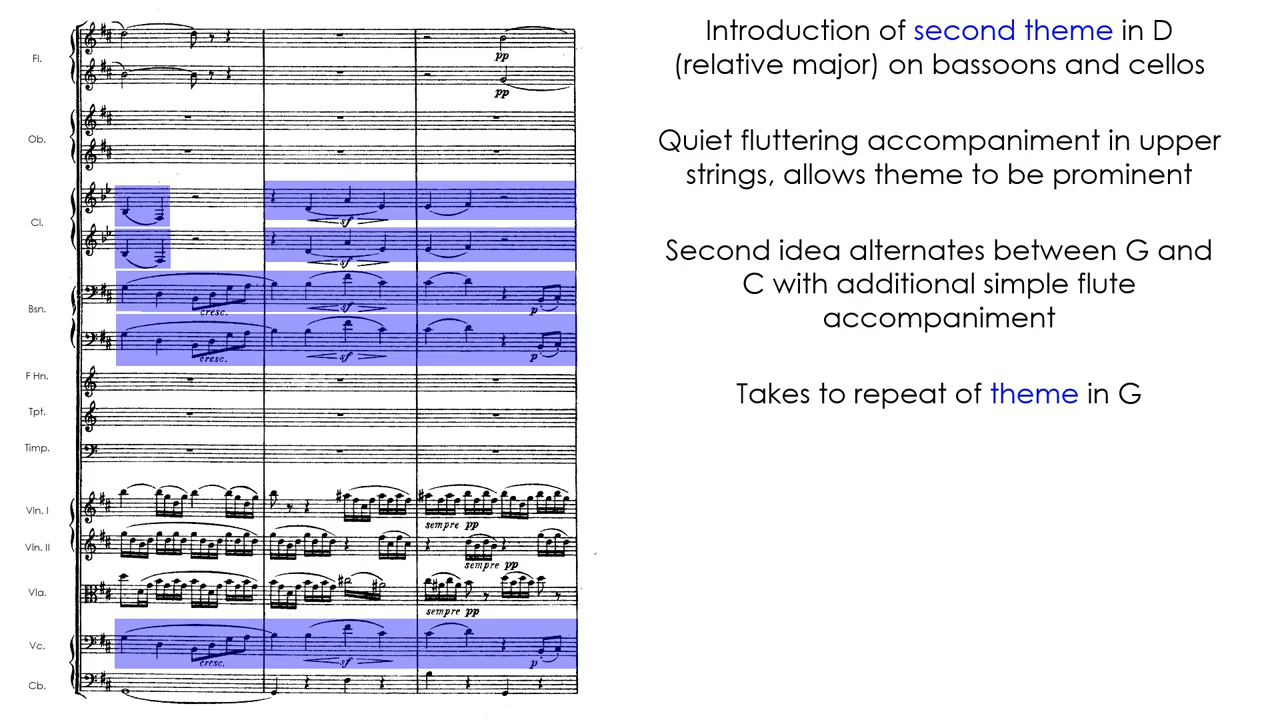 Introduction of second theme in D
(relative major) on bassoons and cellos
Quiet fluttering accompaniment in upper
strings, allows theme to be prominent
Second idea alternates between G and
C with additional simple flute
accompaniment
Takes to repeat of theme in G
Fl.
pp
pp
Ob.
Cl.
sf
sf
Bsn.
cresc.
sf
p
cresc.
sf
p
F Hn.
Tpt.
Timp.
Vln. I
sempre pp
Vln. II
sempre pp
Vla.
sempre pp
Vc.
cresc.
sf
p
Cb.